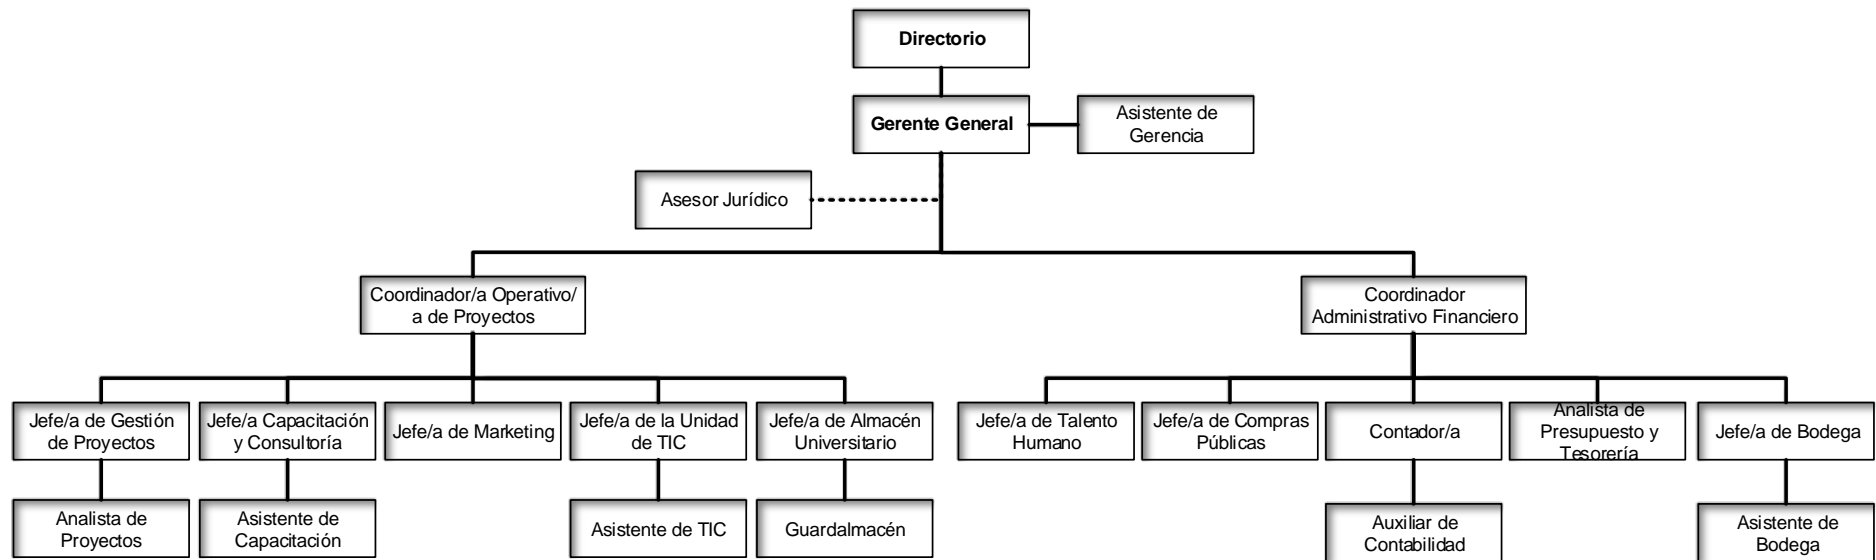 Directorio
Gerente General
Asistente de
Gerencia
Asesor Jurídico
Coordinador/a Operativo/
a de Proyectos
Coordinador
Administrativo Financiero
Jefe/a de Gestión
de Proyectos
Jefe/a Capacitación
y Consultoría
Jefe/a de Marketing
Jefe/a de la Unidad
de TIC
Jefe/a de Almacén
Universitario
Jefe/a de Talento
Humano
Jefe/a de Compras
Públicas
Contador/a
Analista de
Presupuesto y
Tesorería
Jefe/a de Bodega
Analista de
Proyectos
Asistente de
Capacitación
Asistente de TIC
Guardalmacén
Auxiliar de
Contabilidad
Asistente de
Bodega